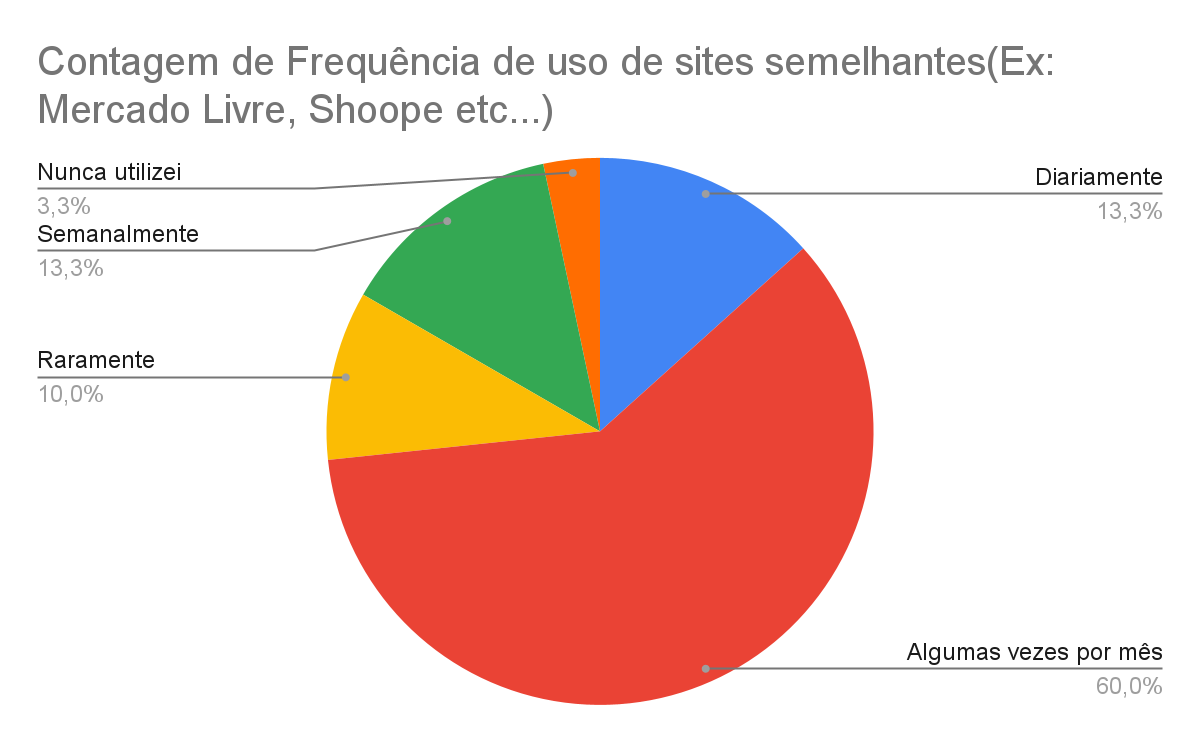 Contagem de Frequência de uso de sites semelhantes(Ex:
Mercado Livre, Shoope etc...)
Nunca utilizei
3,3%
Semanalmente
13,3%
Raramente
10,0%
Diariamente
13,3%
Algumas vezes por mês
60,0%